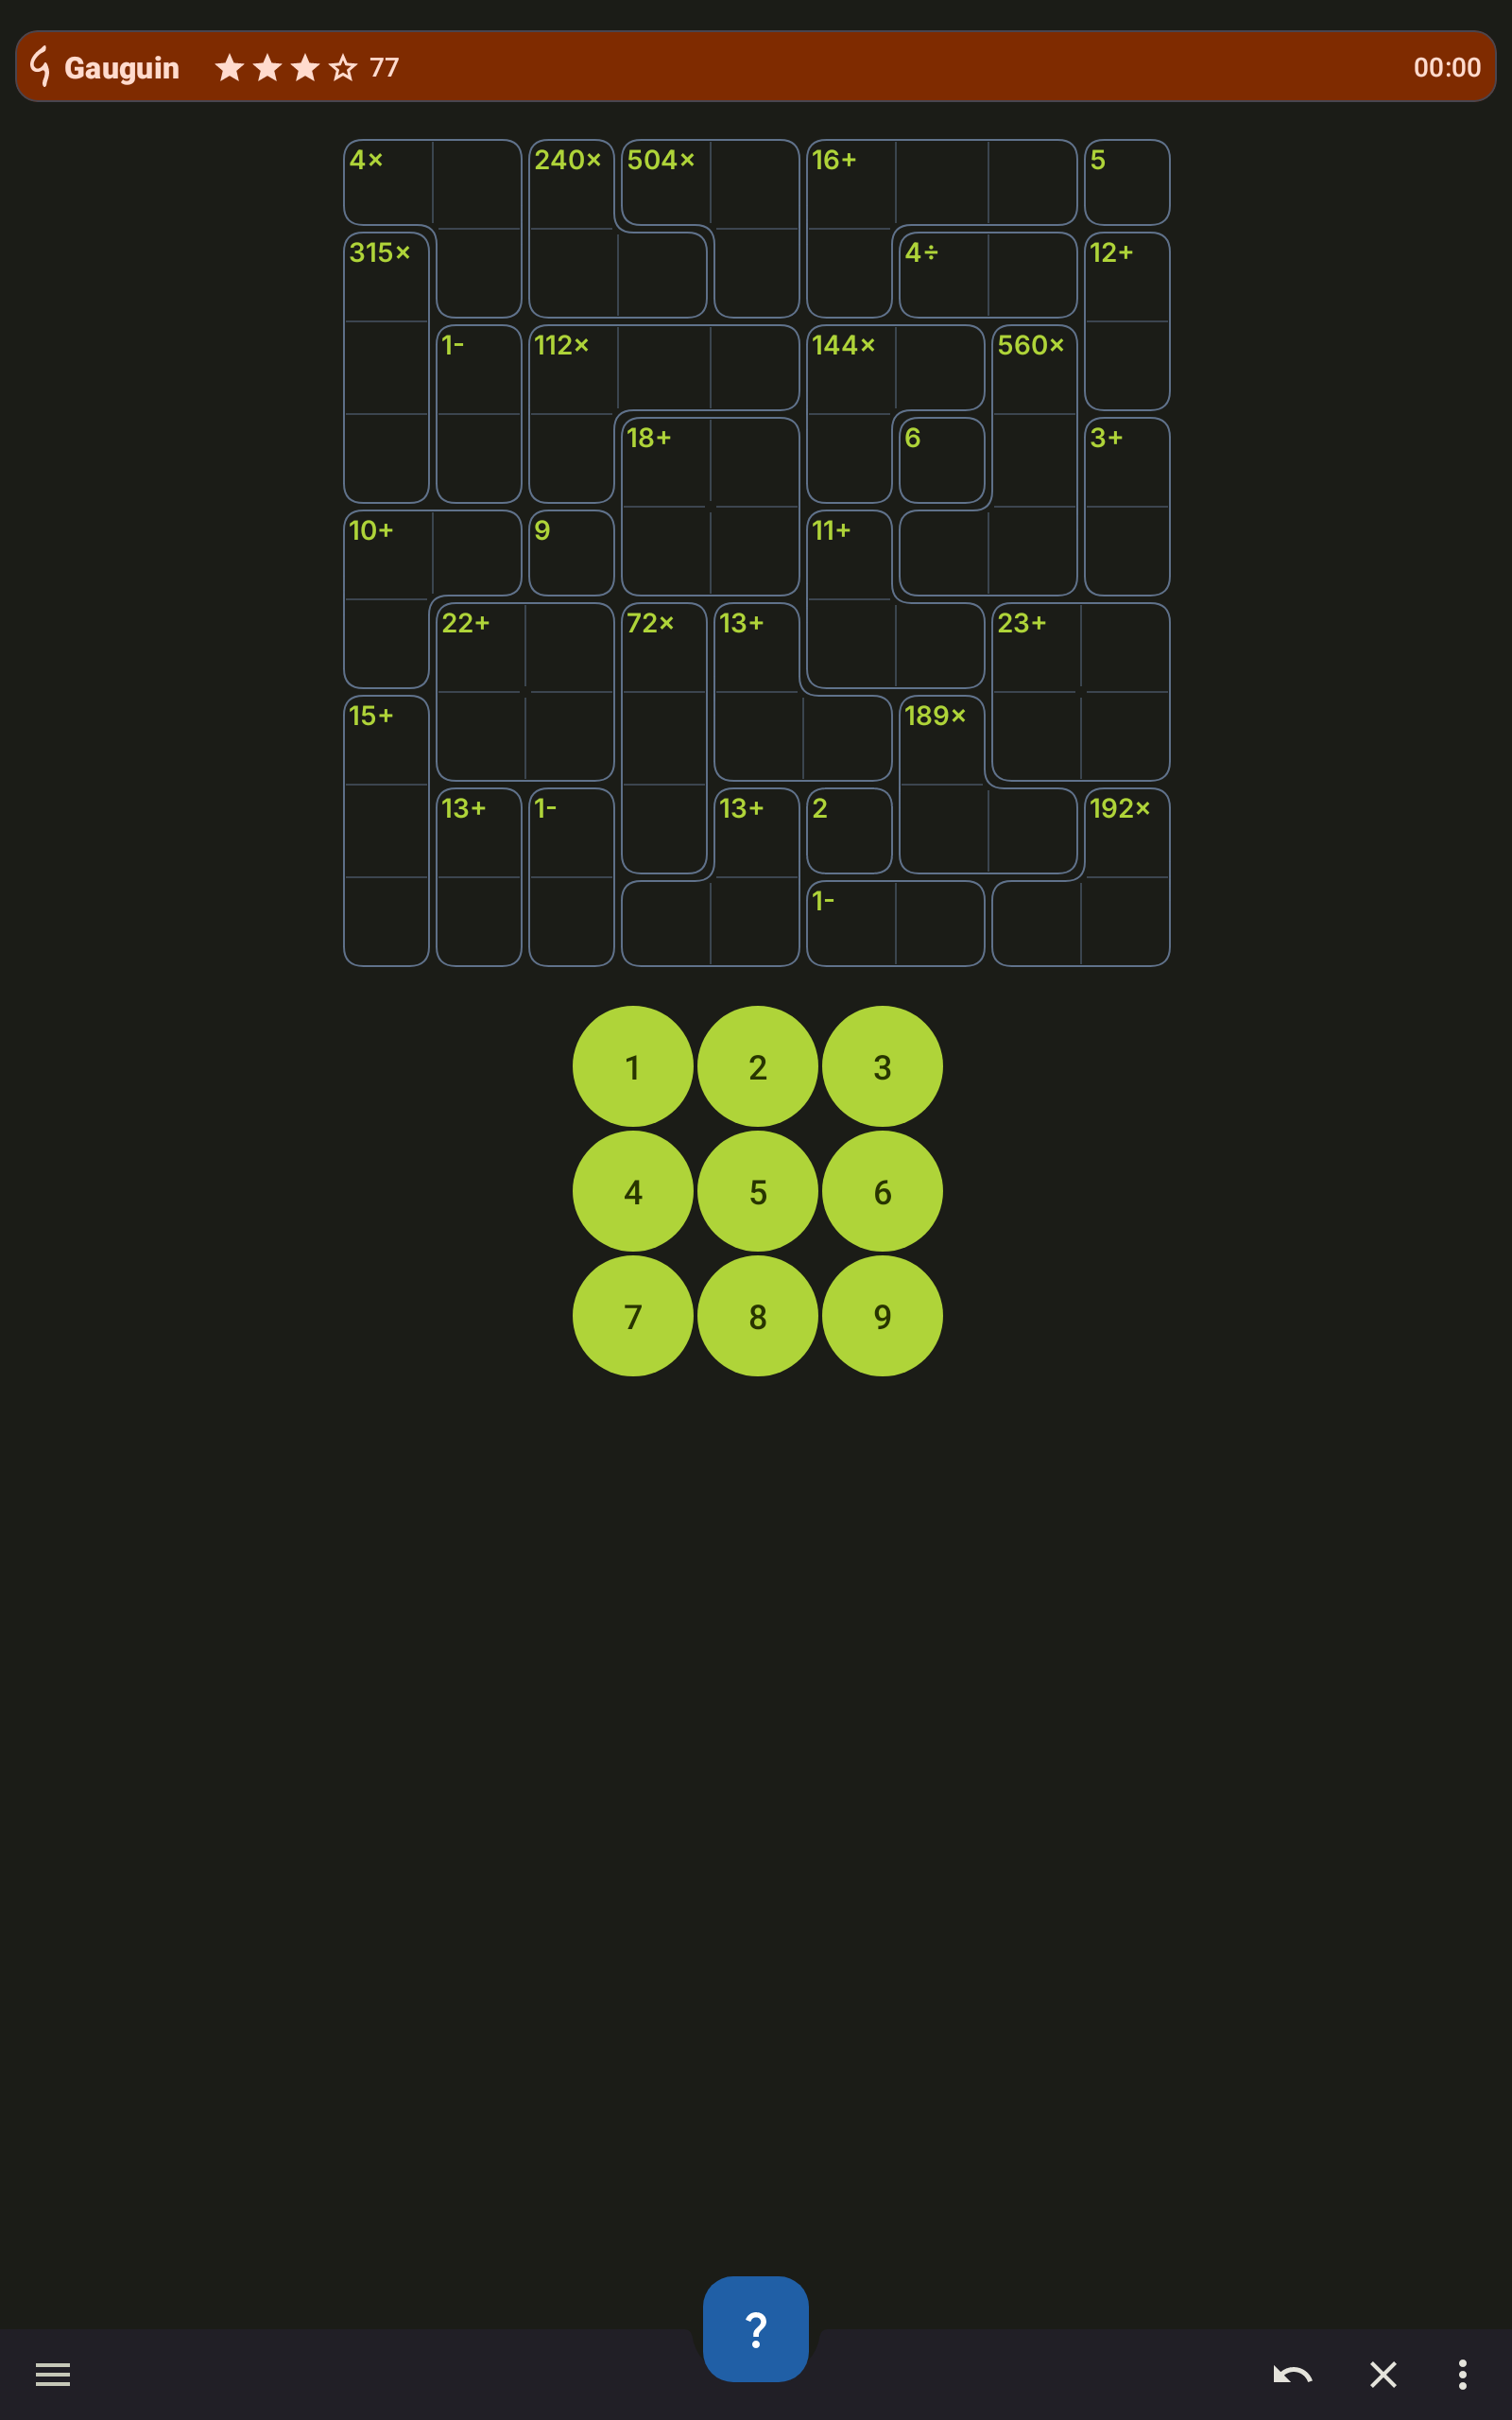 Gauguin 77 00:00
4× 240× 504× 16+ 5
315× 4÷ 12+
1- 112× 144× 560×
18+ 6 3+
10+ 9 11+
22+ 72× 13+ 23+
15+ 189×
13+ 1- 13+ 2 192×
1-
1 2 3
4 5 6
7 8 9
?